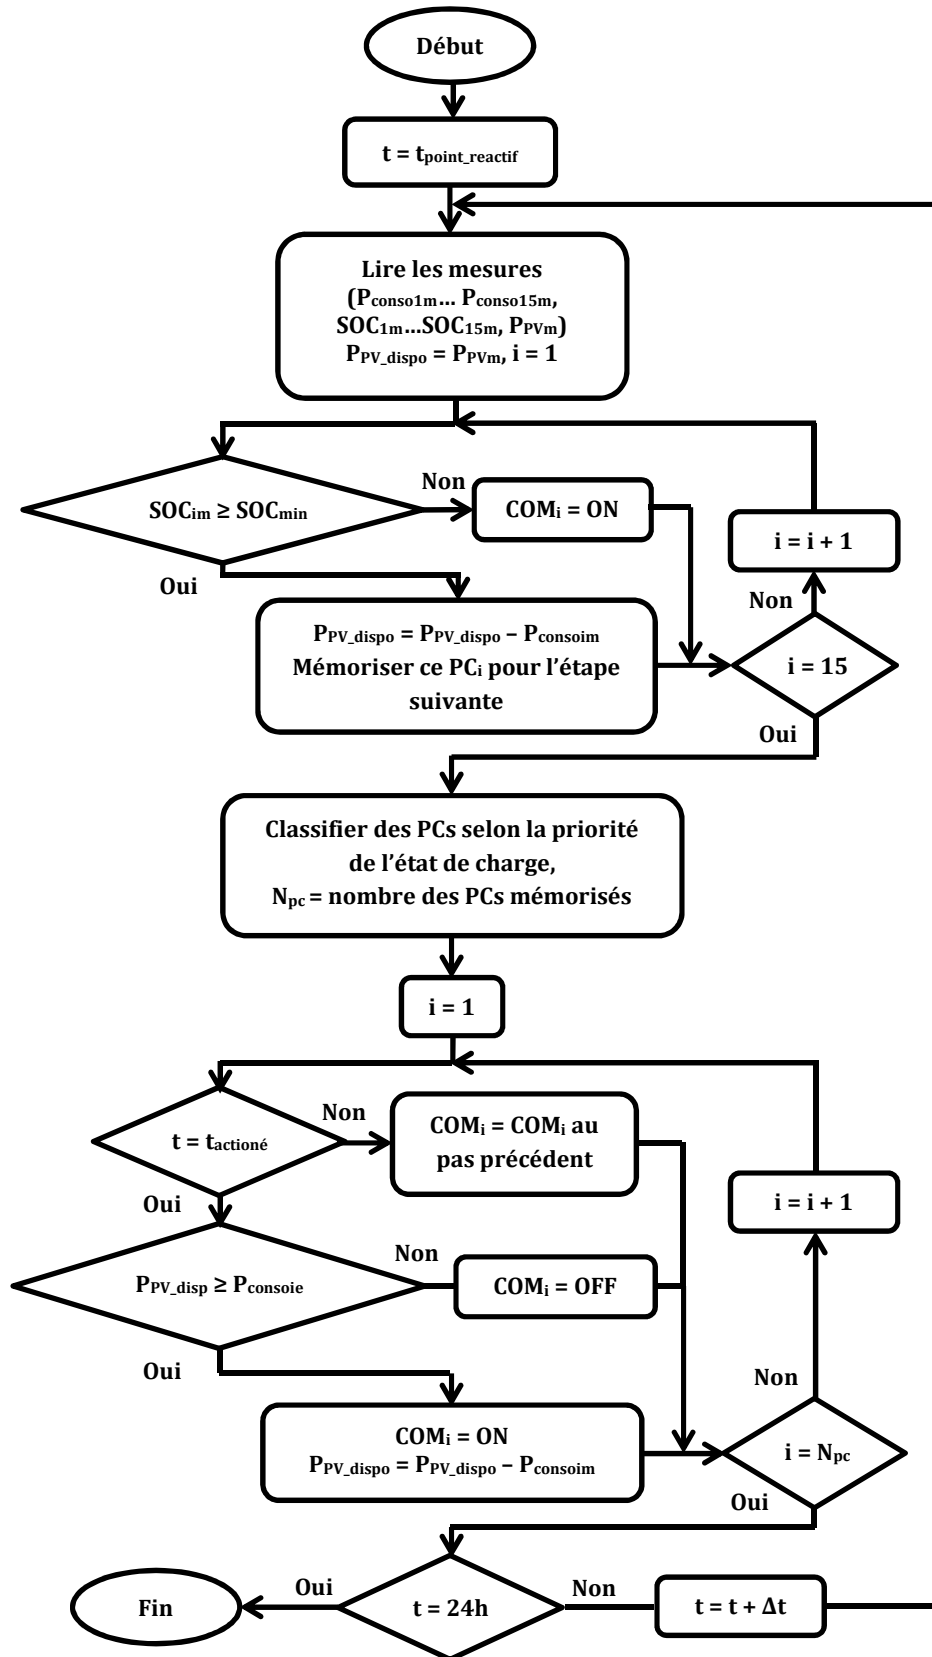 Début
t = tpoint_reactif
Lire les mesures
(Pconso1m... Pconso15m,
SOC1m...SOC15m, PPVm)
PPV_dispo = PPVm, i = 1
SOCim ≥ SOCmin
Non
COMi = ON
i = i + 1
Oui
Non
PPV_dispo = PPV_dispo – Pconsoim
Mémoriser ce PCi pour l'étape
suivante
i = 15
Oui
Classifier des PCs selon la priorité
de l'état de charge,
Npc = nombre des PCs mémorisés
i = 1
t = tactioné
Non
COMi = COMi au
pas précédent
i = i + 1
Oui
PPV_disp ≥ Pconsoie
Non
COMi = OFF
Oui
Non
COMi = ON
PPV_dispo = PPV_dispo – Pconsoim
i = Npc
Oui
Fin
Oui
t = 24h
Non
t = t + Δt